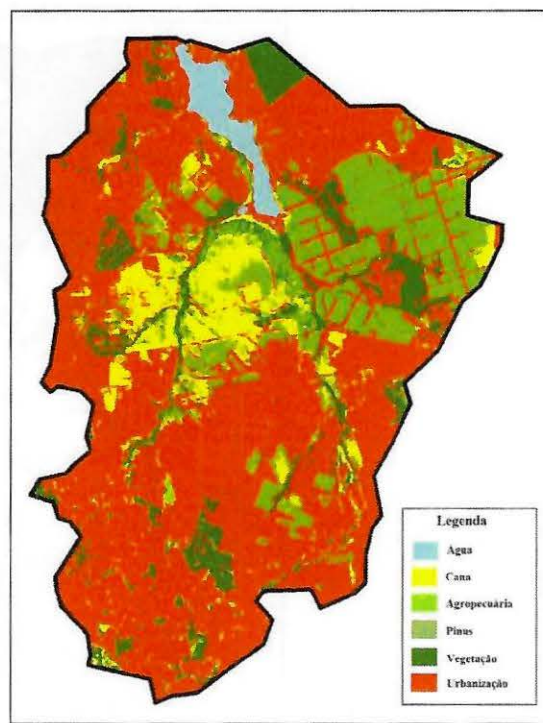 Legenda
Água
Cana
Agropecuária
Pinus
Vegetação
Urbanização